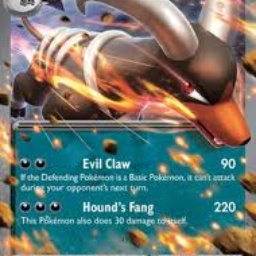 Evil Claw 90
If the Defending Pokémon is a Basic Pokémon, it can't attack
during your opponent's next turn.
Hound's Fang 220
This Pokémon also does 30 damage to itself.